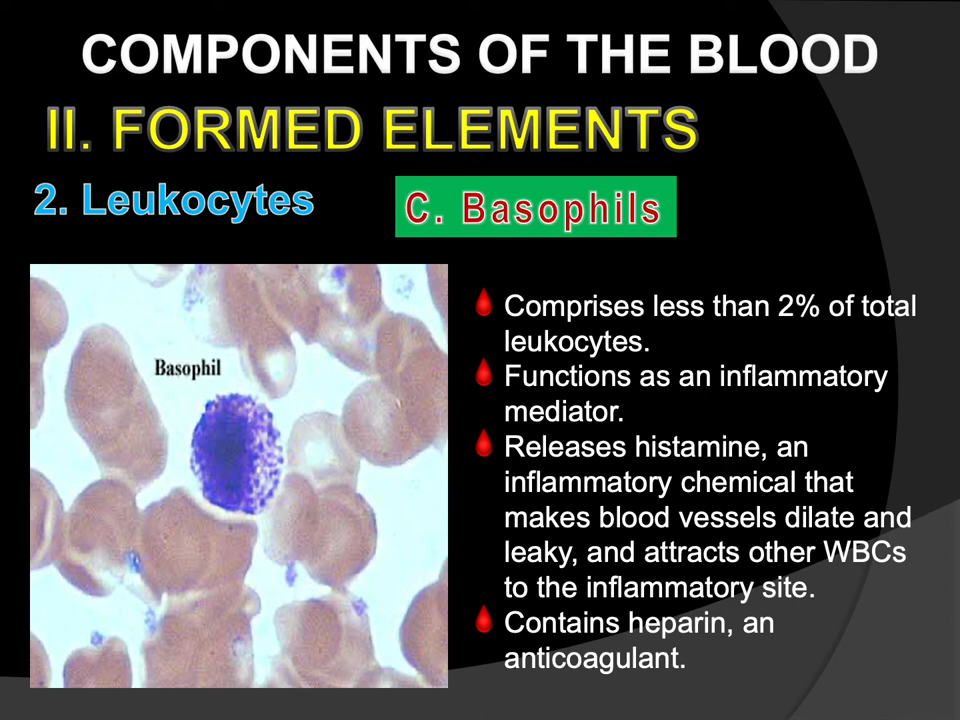 COMPONENTS OF THE BLOOD
II. FORMED ELEMENTS
2. Leukocytes
C. Basophils
Basophil
Comprises less than 2% of total
leukocytes.
Functions as an inflammatory
mediator.
Releases histamine, an
inflammatory chemical that
makes blood vessels dilate and
leaky, and attracts other WBCs
to the inflammatory site.
Contains heparin, an
anticoagulant.